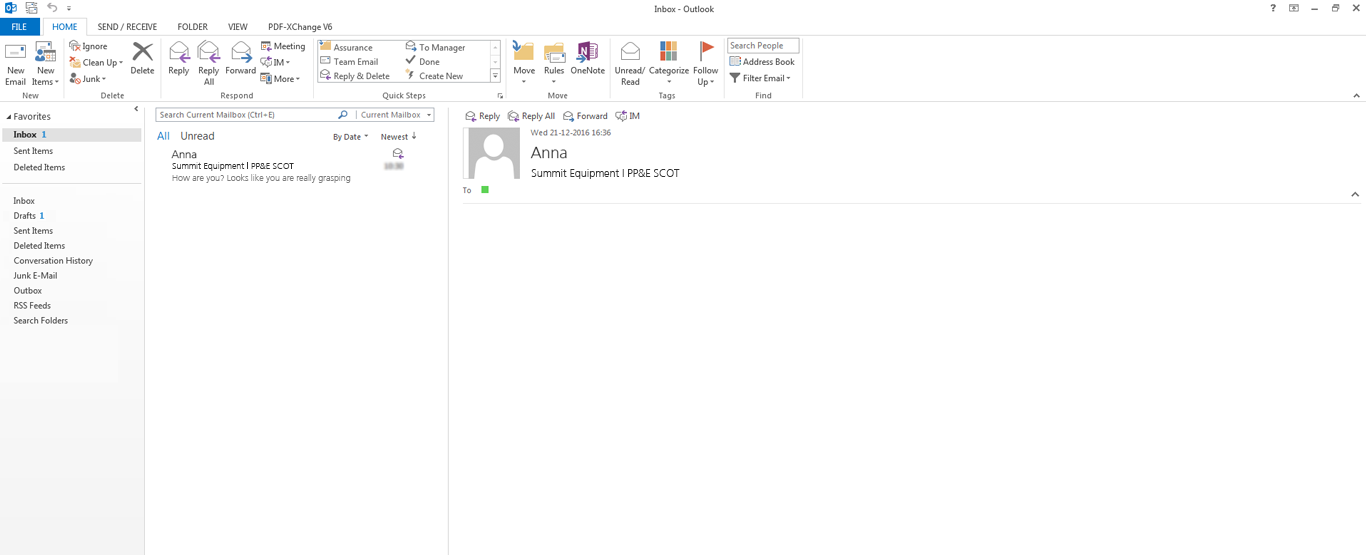 Inbox - Outlook
FILE HOME SEND / RECEIVE FOLDER VIEW PDF-XChange V6
New Email
New Items
New
Ignore
Clean Up
Junk
Delete
Delete
Reply
Reply All
Forward
Meeting
IM
More
Respond
Assurance
Team Email
Reply & Delete
To Manager
Done
Create New
Quick Steps
Move
Rules
OneNote
Move
Unread/ Read
Categorize
Follow Up
Tags
Search People
Address Book
Filter Email
Find
Favorites
Inbox 1
Sent Items
Deleted Items
Inbox
Drafts 1
Sent Items
Deleted Items
Conversation History
Junk E-Mail
Outbox
RSS Feeds
Search Folders
Search Current Mailbox (Ctrl+E) Current Mailbox
All Unread By Date Newest
Anna
Summit Equipment l PP&E SCOT
How are you? Looks like you are really grasping
Reply Reply All Forward IM
Wed 21-12-2016 16:36
Anna
Summit Equipment l PP&E SCOT
To